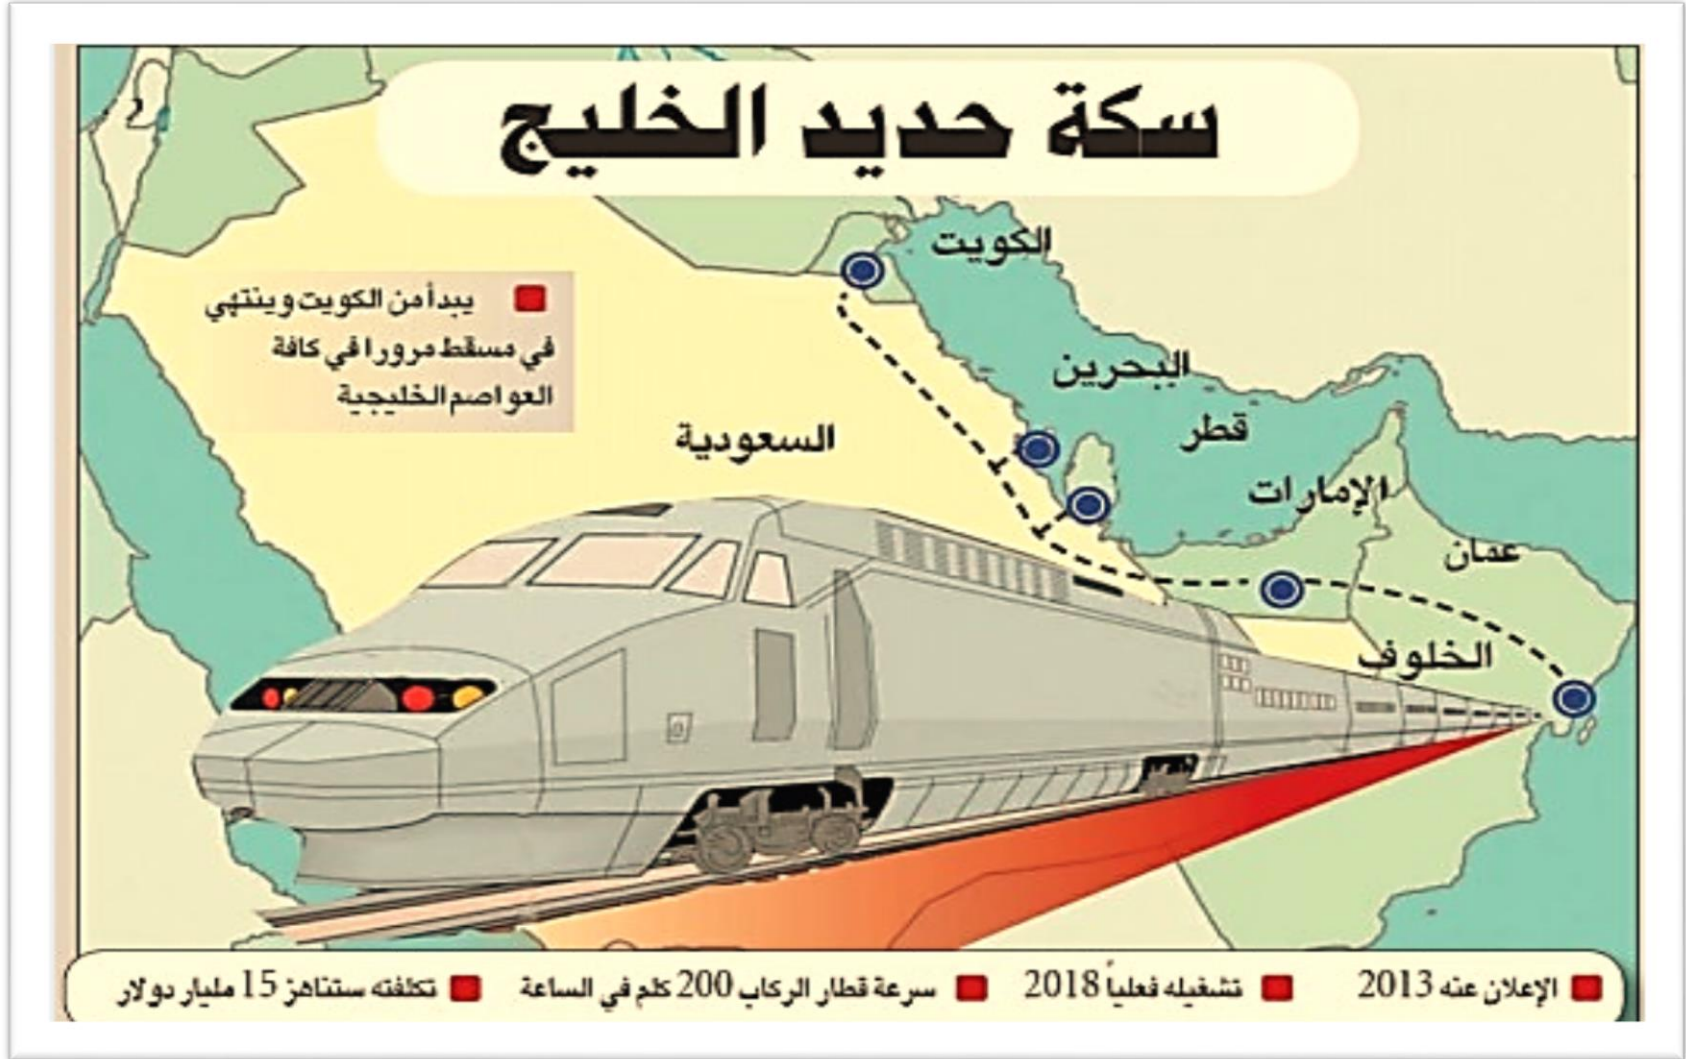 سكة حديد الخليج
الكويت
يبدأ من الكويت وينتهي
في مسقط مرورا في كافة
العواصم الخليجية
البحرين
قطر
السعودية
الإمارات
عمان
الخلوف
الإعلان عنه 2013
تشغيله فعلياً 2018
سرعة قطار الركاب 200 كلم في الساعة
تكلفته ستناهز 15 مليار دولار